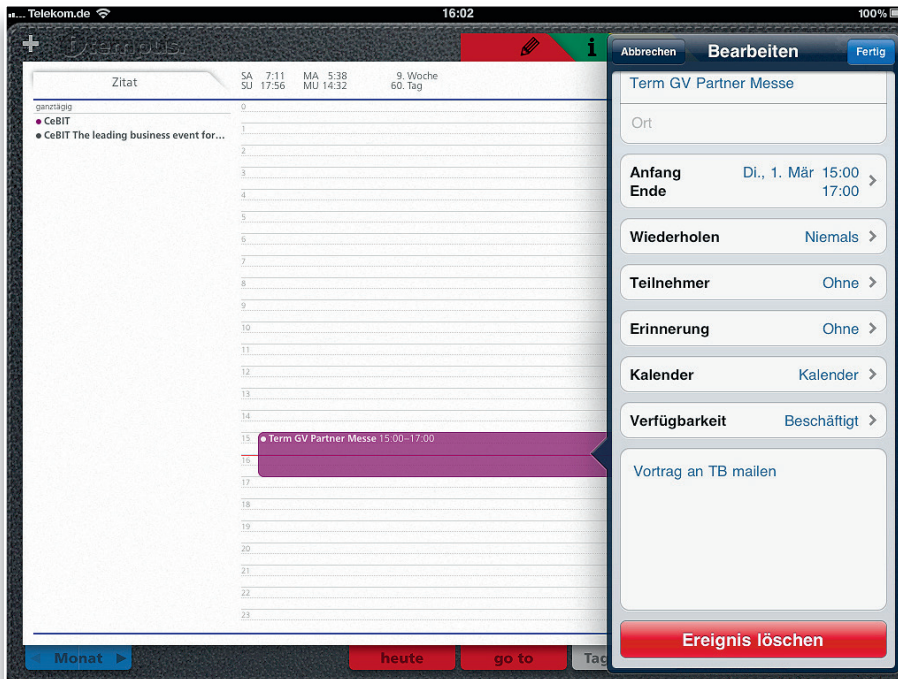 Telekom.de
16:02
100%
tempus.
Abbrechen
Bearbeiten
Fertig
Zitat
SA 7:11 MA 5:38 9. Woche
SU 17:56 MU 14:32 60. Tag
ganztägig
CeBIT
CeBIT The leading business event for...
0
1
2
3
4
5
6
7
8
9
10
11
12
13
14
15
Term GV Partner Messe 15:00–17:00
16
17
18
19
20
21
22
23
Term GV Partner Messe
Ort
Anfang Di., 1. Mär 15:00
Ende 17:00
Wiederholen Niemals
Teilnehmer Ohne
Erinnerung Ohne
Kalender Kalender
Verfügbarkeit Beschäftigt
Vortrag an TB mailen
Ereignis löschen
Monat
heute
go to
Tag